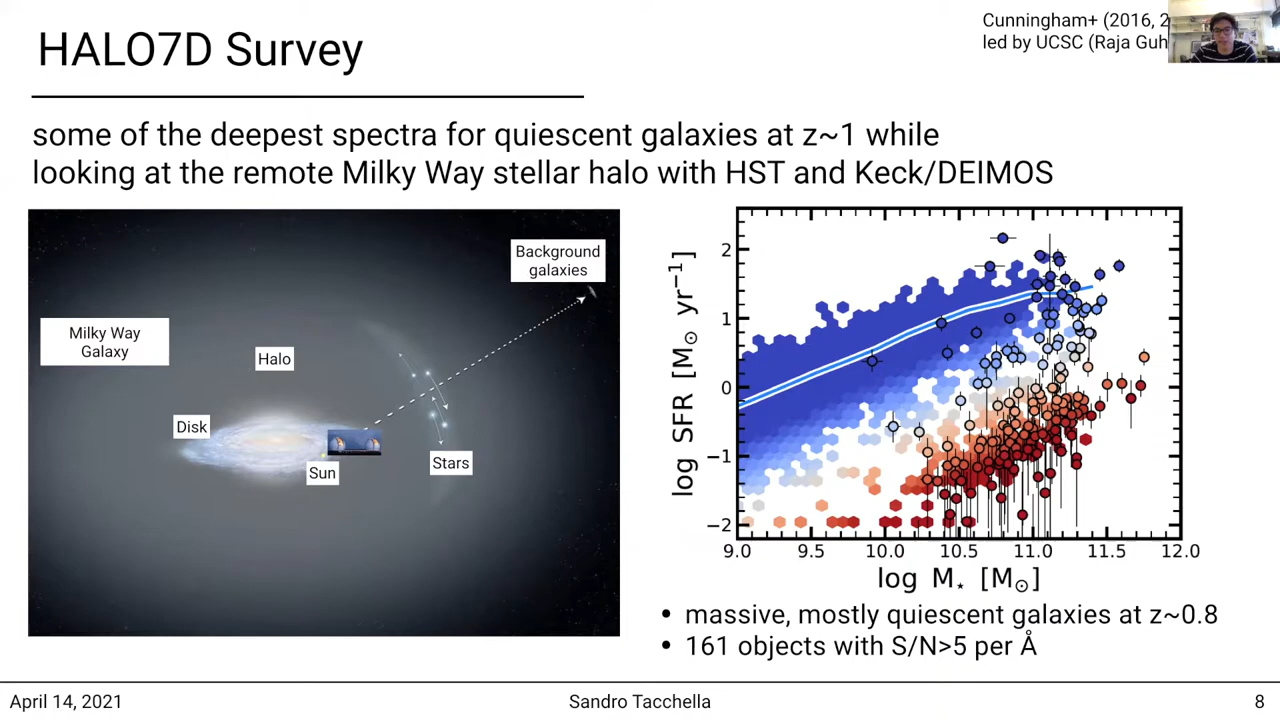 HALO7D Survey
Cunningham+ (2016,
led by UCSC (Raja
some of the deepest spectra for quiescent galaxies at z~1 while
looking at the remote Milky Way stellar halo with HST and Keck/DEIMOS
Background
galaxies
Milky Way
Galaxy
Halo
Disk
Sun
Stars
log SFR [M⊙ yr−1]
2
1
0
−1
−2
9.0 9.5 10.0 10.5 11.0 11.5 12.0
log M⋆ [M⊙]
• massive, mostly quiescent galaxies at z~0.8
• 161 objects with S/N>5 per Å
April 14, 2021
Sandro Tacchella
8